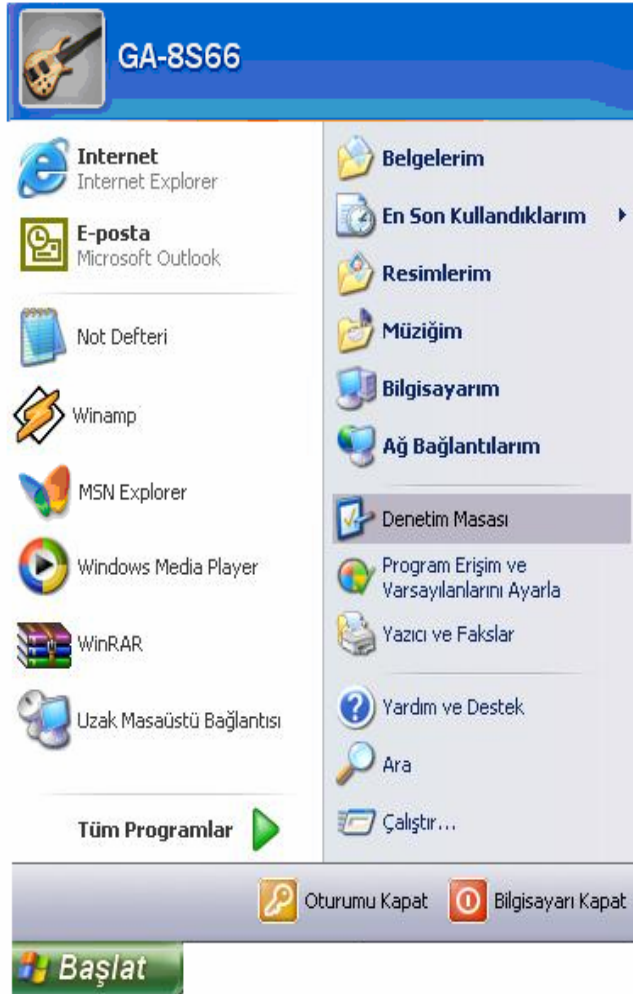 GA-8S66
Internet
Internet Explorer
E-posta
Microsoft Outlook
Not Defteri
Winamp
MSN Explorer
Windows Media Player
WinRAR
Uzak Masaüstü Bağlantısı
Tüm Programlar
Belgelerim
En Son Kullandıklarım
Resimlerim
Müziğim
Bilgisayarım
Ağ Bağlantılarım
Denetim Masası
Program Erişim ve
Varsayılanlarını Ayarla
Yazıcı ve Fakslar
Yardım ve Destek
Ara
Çalıştır...
Oturumu Kapat
Bilgisayarı Kapat
Başlat